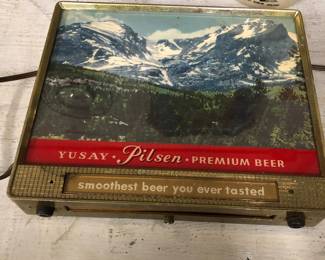 YUSAY • Pilsen • PREMIUM BEER
smoothest beer you ever tasted